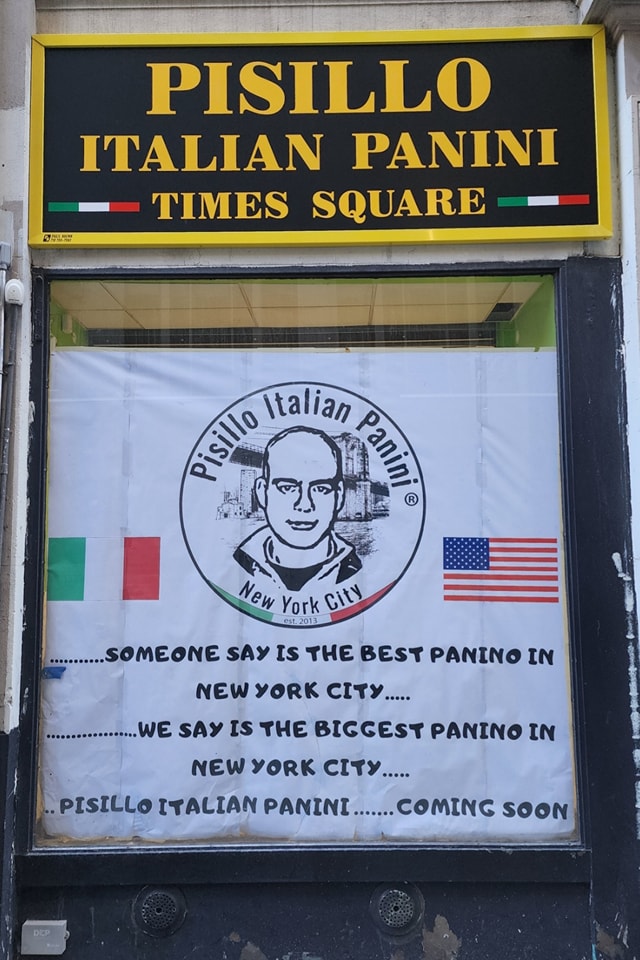 PISILLO
ITALIAN PANINI
TIMES SQUARE
Pisillo Italian Panini ®
New York City
est. 2013
...........SOMEONE SAY IS THE BEST PANINO IN
NEW YORK CITY.....
..................WE SAY IS THE BIGGEST PANINO IN
NEW YORK CITY.....
.. PISILLO ITALIAN PANINI .......COMING SOON
DCP